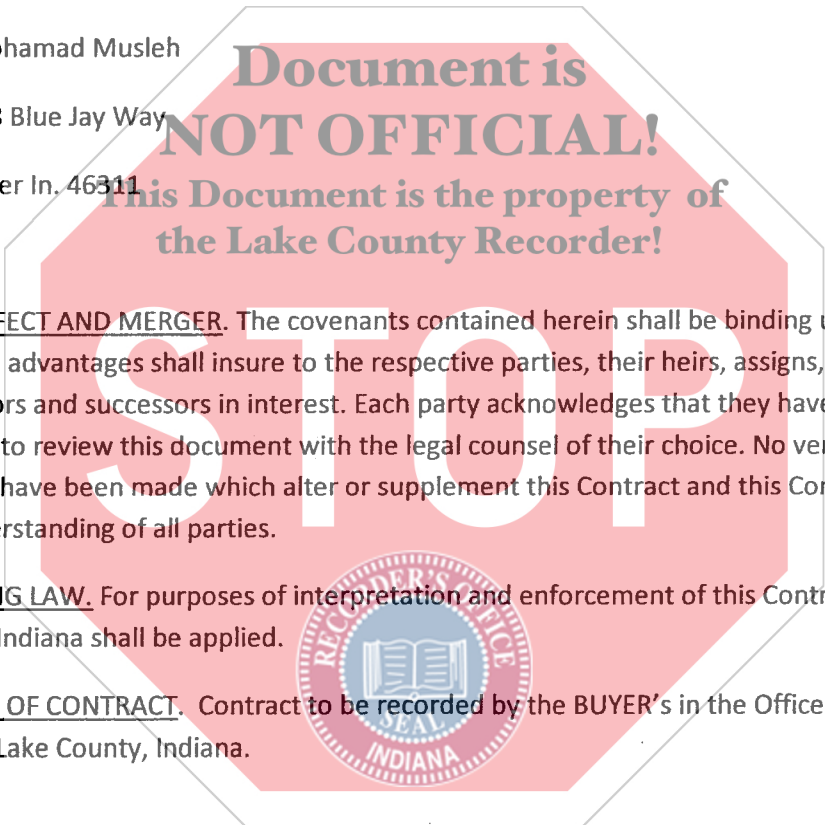 ohamad Musleh
Document is
Blue Jay Way
NOT OFFICIAL!
er In. 46311
This Document is the property of
the Lake County Recorder!
FECT AND MERGER. The covenants contained herein shall be binding u
advantages shall insure to the respective parties, their heirs, assigns,
ors and successors in interest. Each party acknowledges that they have
to review this document with the legal counsel of their choice. No ver
have been made which alter or supplement this Contract and this Con
rstanding of all parties.
STOP
G LAW. For purposes of interpretation and enforcement of this Contr
Indiana shall be applied.
OF CONTRACT. Contract to be recorded by the BUYER's in the Office
Lake County, Indiana.
RECORDER'S OFFICE
SEAL
INDIANA